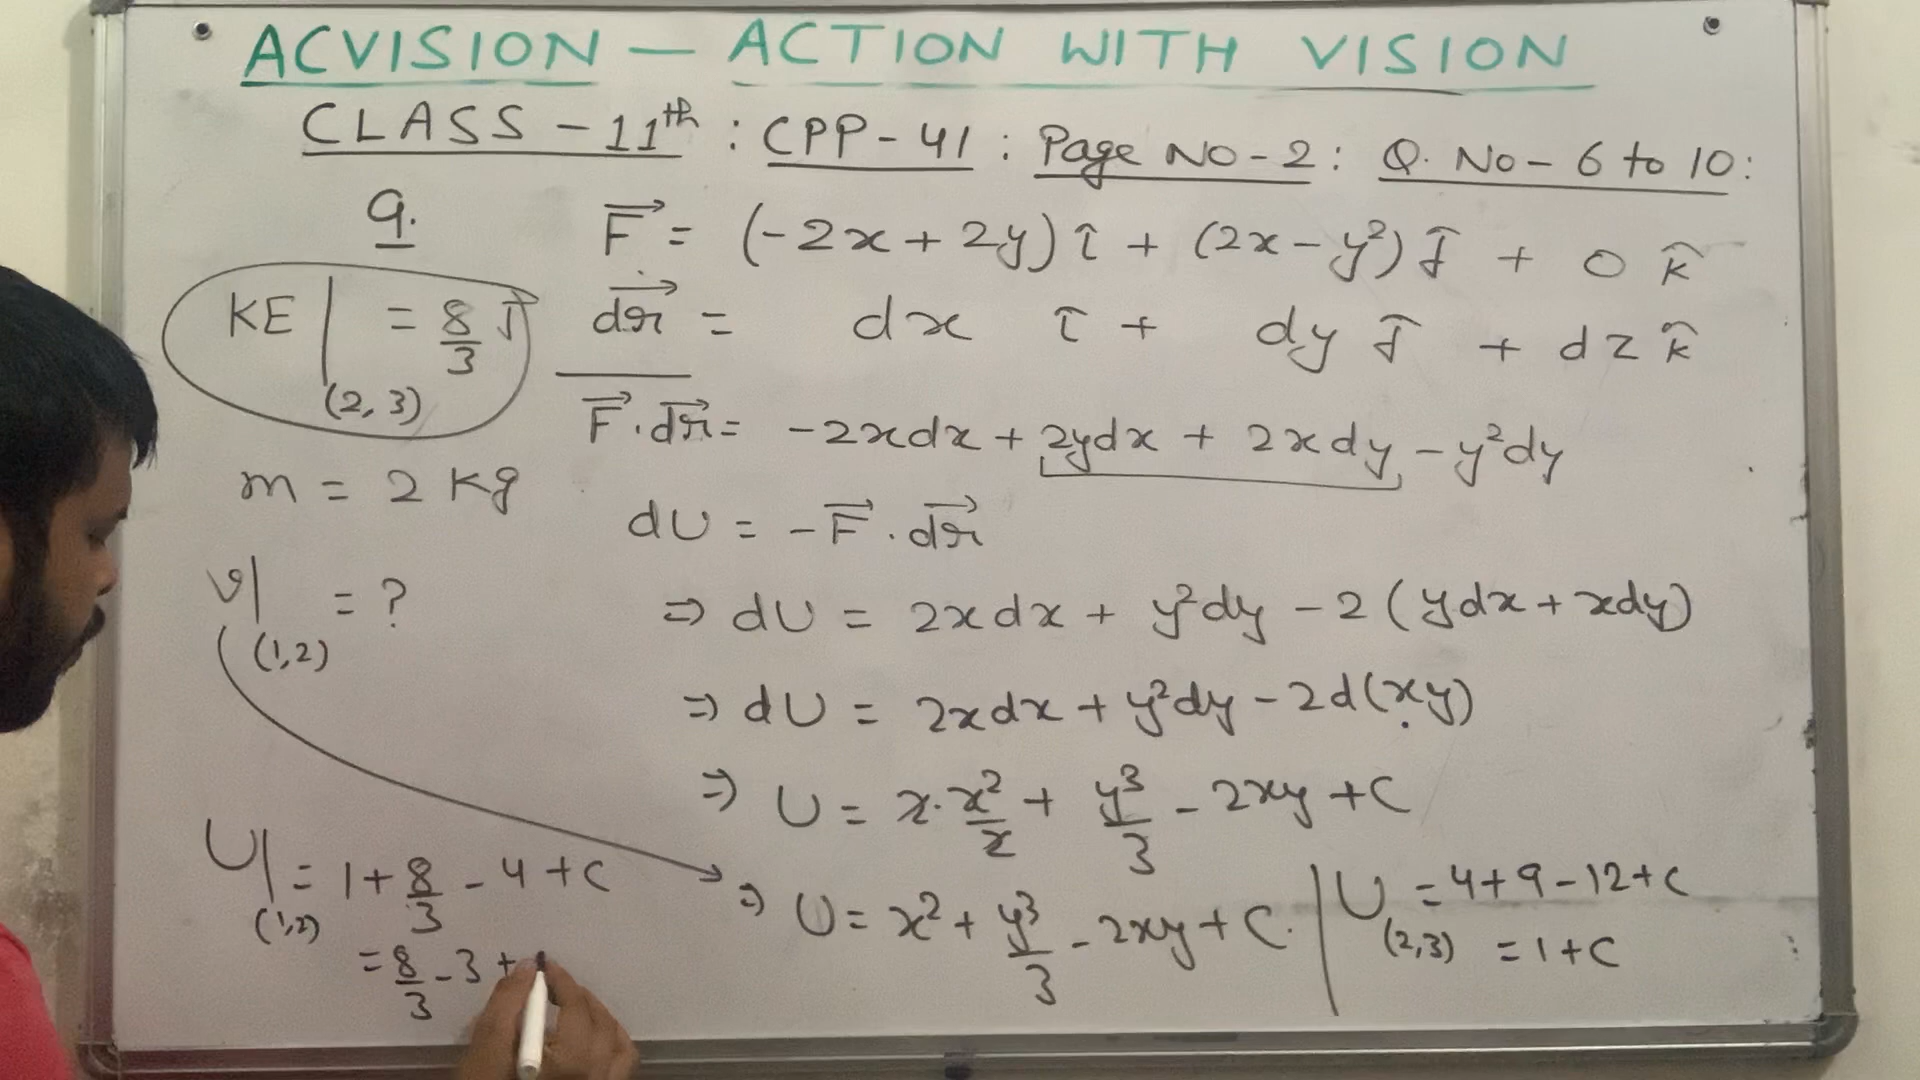 ACVISION — ACTION WITH VISION
CLASS - 11th : CPP - 41 : Page No - 2 : Q. No - 6 to 10 :
9.
F⃗ = (-2x + 2y) î + (2x - y²) ĵ + 0 k̂
KE|(2,3) = 8/3 J
dr⃗ = dx î + dy ĵ + dz k̂
F⃗ . dr⃗ = -2xdx + 2ydx + 2xdy - y²dy
m = 2 kg
dU = -F⃗ . dr⃗
v|(1,2) = ?
⇒ dU = 2xdx + y²dy - 2(ydx + xdy)
⇒ dU = 2xdx + y²dy - 2d(xy)
⇒ U = 2.x²/2 + y³/3 - 2xy + C
U|(1,2) = 1 + 8/3 - 4 + C
= 8/3 - 3 +
⇒ U = x² + y³/3 - 2xy + C.
U(2,3) = 4 + 9 - 12 + C
= 1 + C